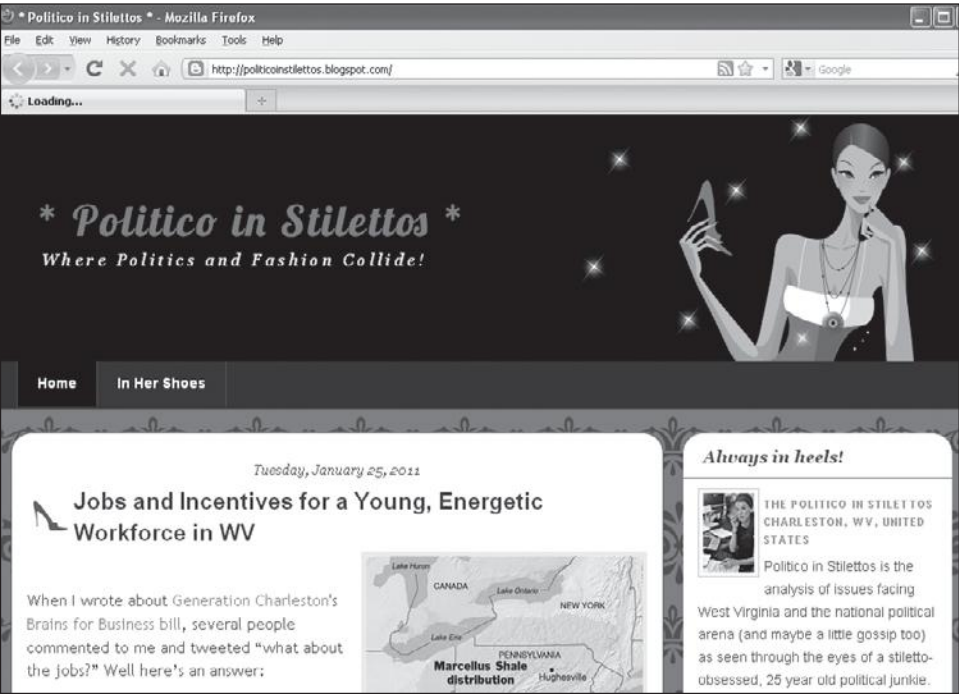 * Politico in Stilettos * - Mozilla Firefox
File Edit View History Bookmarks Tools Help
http://politicoinstilettos.blogspot.com/
Google
Loading...
* Politico in Stilettos *
Where Politics and Fashion Collide!
Home In Her Shoes
Tuesday, January 25, 2011
Jobs and Incentives for a Young, Energetic
Workforce in WV
When I wrote about Generation Charleston's
Brains for Business bill, several people
commented to me and tweeted "what about
the jobs?" Well here's an answer:
Lake Huron
CANADA
Lake Ontario
NEW YORK
Lake Erie
PENNSYLVANIA
Marcellus Shale
distribution
Hughesville
Always in heels!
THE POLITICO IN STILETTOS
CHARLESTON, WV, UNITED
STATES
Politico in Stilettos is the
analysis of issues facing
West Virginia and the national political
arena (and maybe a little gossip too)
as seen through the eyes of a stiletto-
obsessed, 25 year old political junkie.